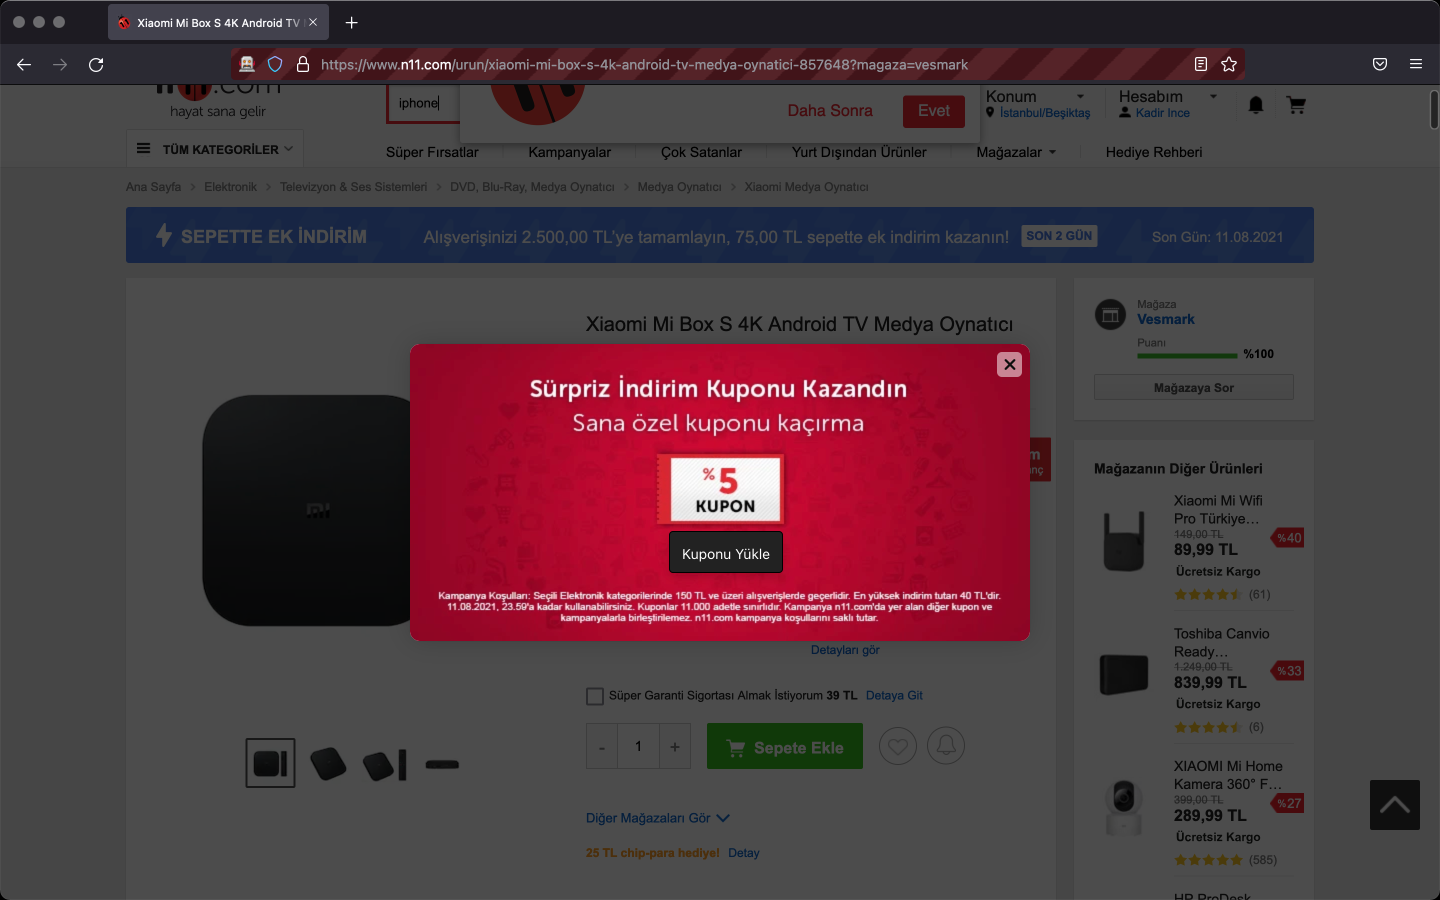 Xiaomi Mi Box S 4K Android TV
https://www.n11.com/urun/xiaomi-mi-box-s-4k-android-tv-medya-oynatici-857648?magaza=vesmark
hayat sana gelir
iphone
Daha Sonra
Evet
Konum
İstanbul/Beşiktaş
Hesabım
Kadir Ince
TÜM KATEGORİLER
Süper Fırsatlar
Kampanyalar
Çok Satanlar
Yurt Dışından Ürünler
Mağazalar
Hediye Rehberi
Ana Sayfa > Elektronik > Televizyon & Ses Sistemleri > DVD, Blu-Ray, Medya Oynatıcı > Medya Oynatıcı > Xiaomi Medya Oynatıcı
SEPETTE EK İNDİRİM
Alışverişinizi 2.500,00 TL'ye tamamlayın, 75,00 TL sepette ek indirim kazanın!
SON 2 GÜN
Son Gün: 11.08.2021
Xiaomi Mi Box S 4K Android TV Medya Oynatıcı
Sürpriz İndirim Kuponu Kazandın
Sana özel kuponu kaçırma
%5
KUPON
Kuponu Yükle
Kampanya Koşulları: Seçili Elektronik kategorilerinde 150 TL ve üzeri alışverişlerde geçerlidir. En yüksek indirim tutarı 40 TL'dir.
11.08.2021, 23.59'a kadar kullanabilirsiniz. Kuponlar 11.000 adetle sınırlıdır. Kampanya n11.com'da yer alan diğer kupon ve
kampanyalarla birleştirilemez. n11.com kampanya koşullarını saklı tutar.
Detayları gör
Süper Garanti Sigortası Almak İstiyorum 39 TL Detaya Git
- 1 +
Sepete Ekle
Diğer Mağazaları Gör
25 TL chip-para hediye! Detay
Mağaza
Vesmark
Puanı
%100
Mağazaya Sor
Mağazanın Diğer Ürünleri
Xiaomi Mi Wifi
Pro Türkiye...
149,00 TL
89,99 TL
%40
Ücretsiz Kargo
(61)
Toshiba Canvio
Ready...
1.249,00 TL
839,99 TL
%33
Ücretsiz Kargo
(6)
XIAOMI Mi Home
Kamera 360° F...
399,00 TL
289,99 TL
%27
Ücretsiz Kargo
(585)
HP ProDesk